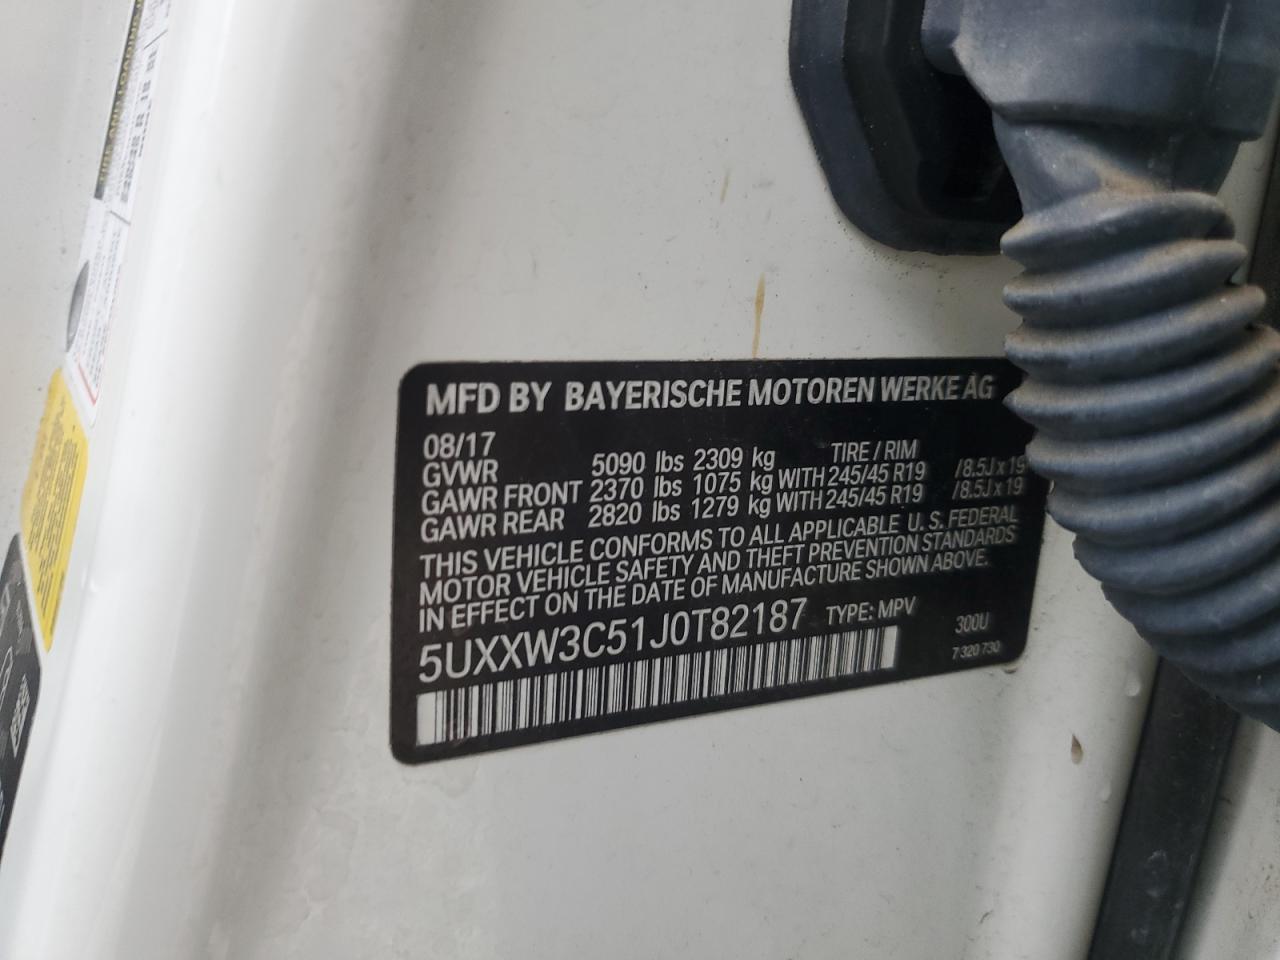 MFD BY BAYERISCHE MOTOREN WERKE AG
08/17 TIRE / RIM
GVWR 5090 lbs 2309 kg
GAWR FRONT 2370 lbs 1075 kg WITH 245/45 R19 /8.5J x 19
GAWR REAR 2820 lbs 1279 kg WITH 245/45 R19 /8.5J x 19
THIS VEHICLE CONFORMS TO ALL APPLICABLE U. S. FEDERAL
MOTOR VEHICLE SAFETY AND THEFT PREVENTION STANDARDS
IN EFFECT ON THE DATE OF MANUFACTURE SHOWN ABOVE.
5UXXW3C51J0T82187 TYPE: MPV 300U
7 320 730